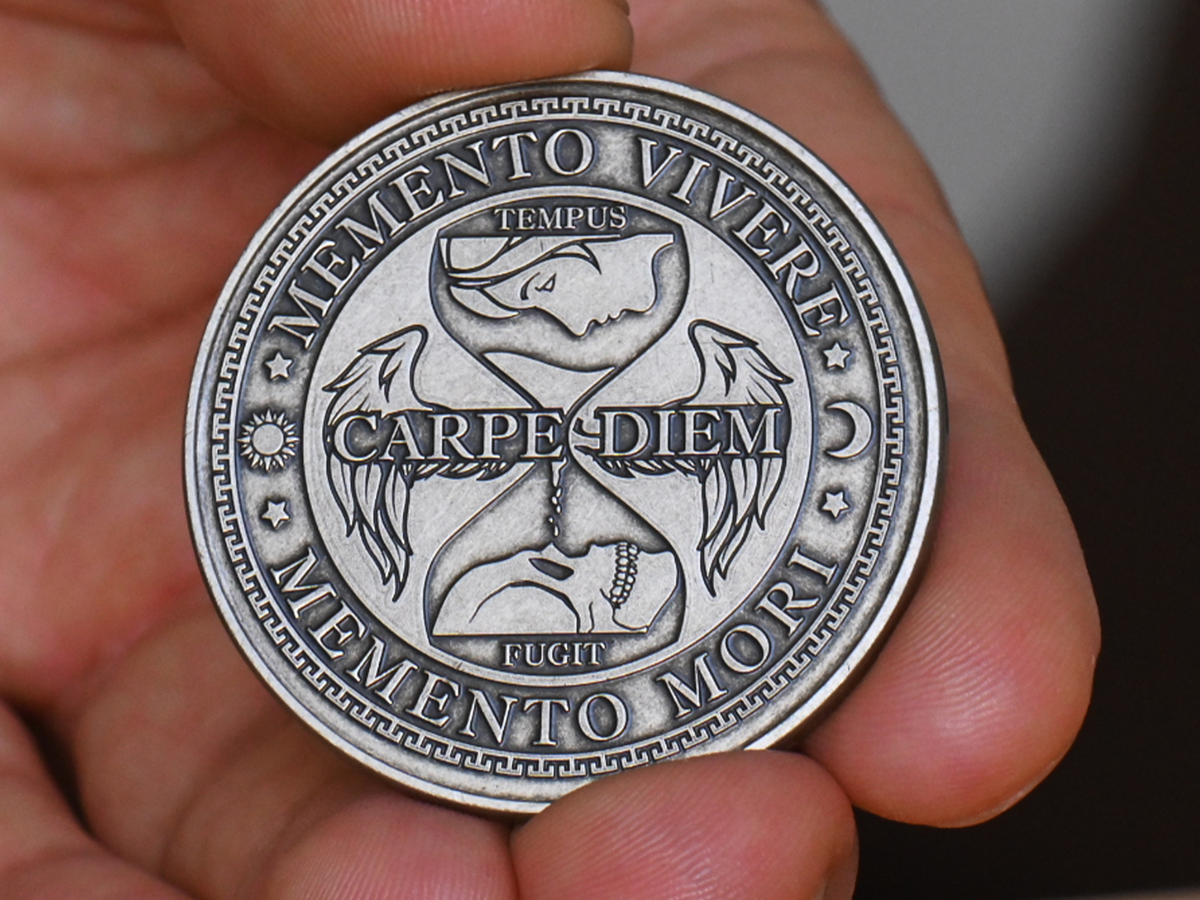 MEMENTO VIVERE
TEMPUS
CARPE DIEM
FUGIT
MEMENTO MORI